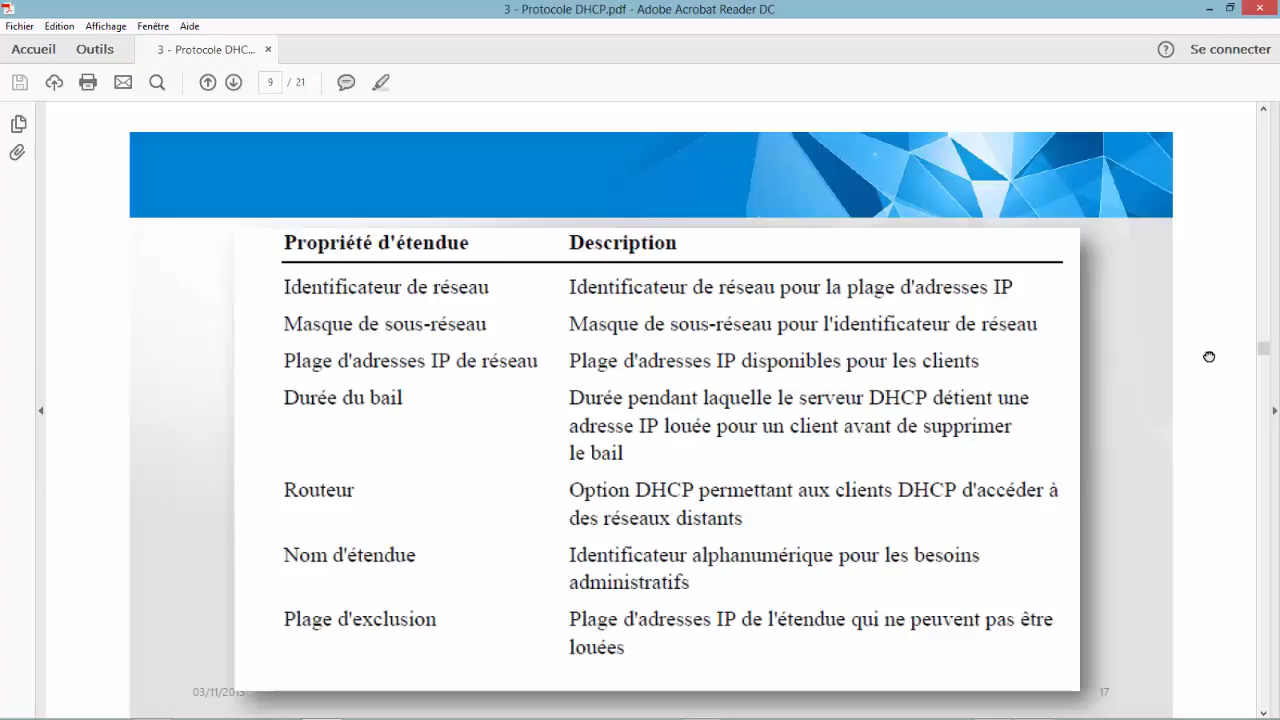 3 - Protocole DHCP.pdf - Adobe Acrobat Reader DC
Fichier Edition Affichage Fenêtre Aide
Accueil Outils 3 - Protocole DHC... × ? Se connecter
9 / 21
Propriété d'étendue Description
Identificateur de réseau Identificateur de réseau pour la plage d'adresses IP
Masque de sous-réseau Masque de sous-réseau pour l'identificateur de réseau
Plage d'adresses IP de réseau Plage d'adresses IP disponibles pour les clients
Durée du bail Durée pendant laquelle le serveur DHCP détient une
adresse IP louée pour un client avant de supprimer
le bail
Routeur Option DHCP permettant aux clients DHCP d'accéder à
des réseaux distants
Nom d'étendue Identificateur alphanumérique pour les besoins
administratifs
Plage d'exclusion Plage d'adresses IP de l'étendue qui ne peuvent pas être
louées
17